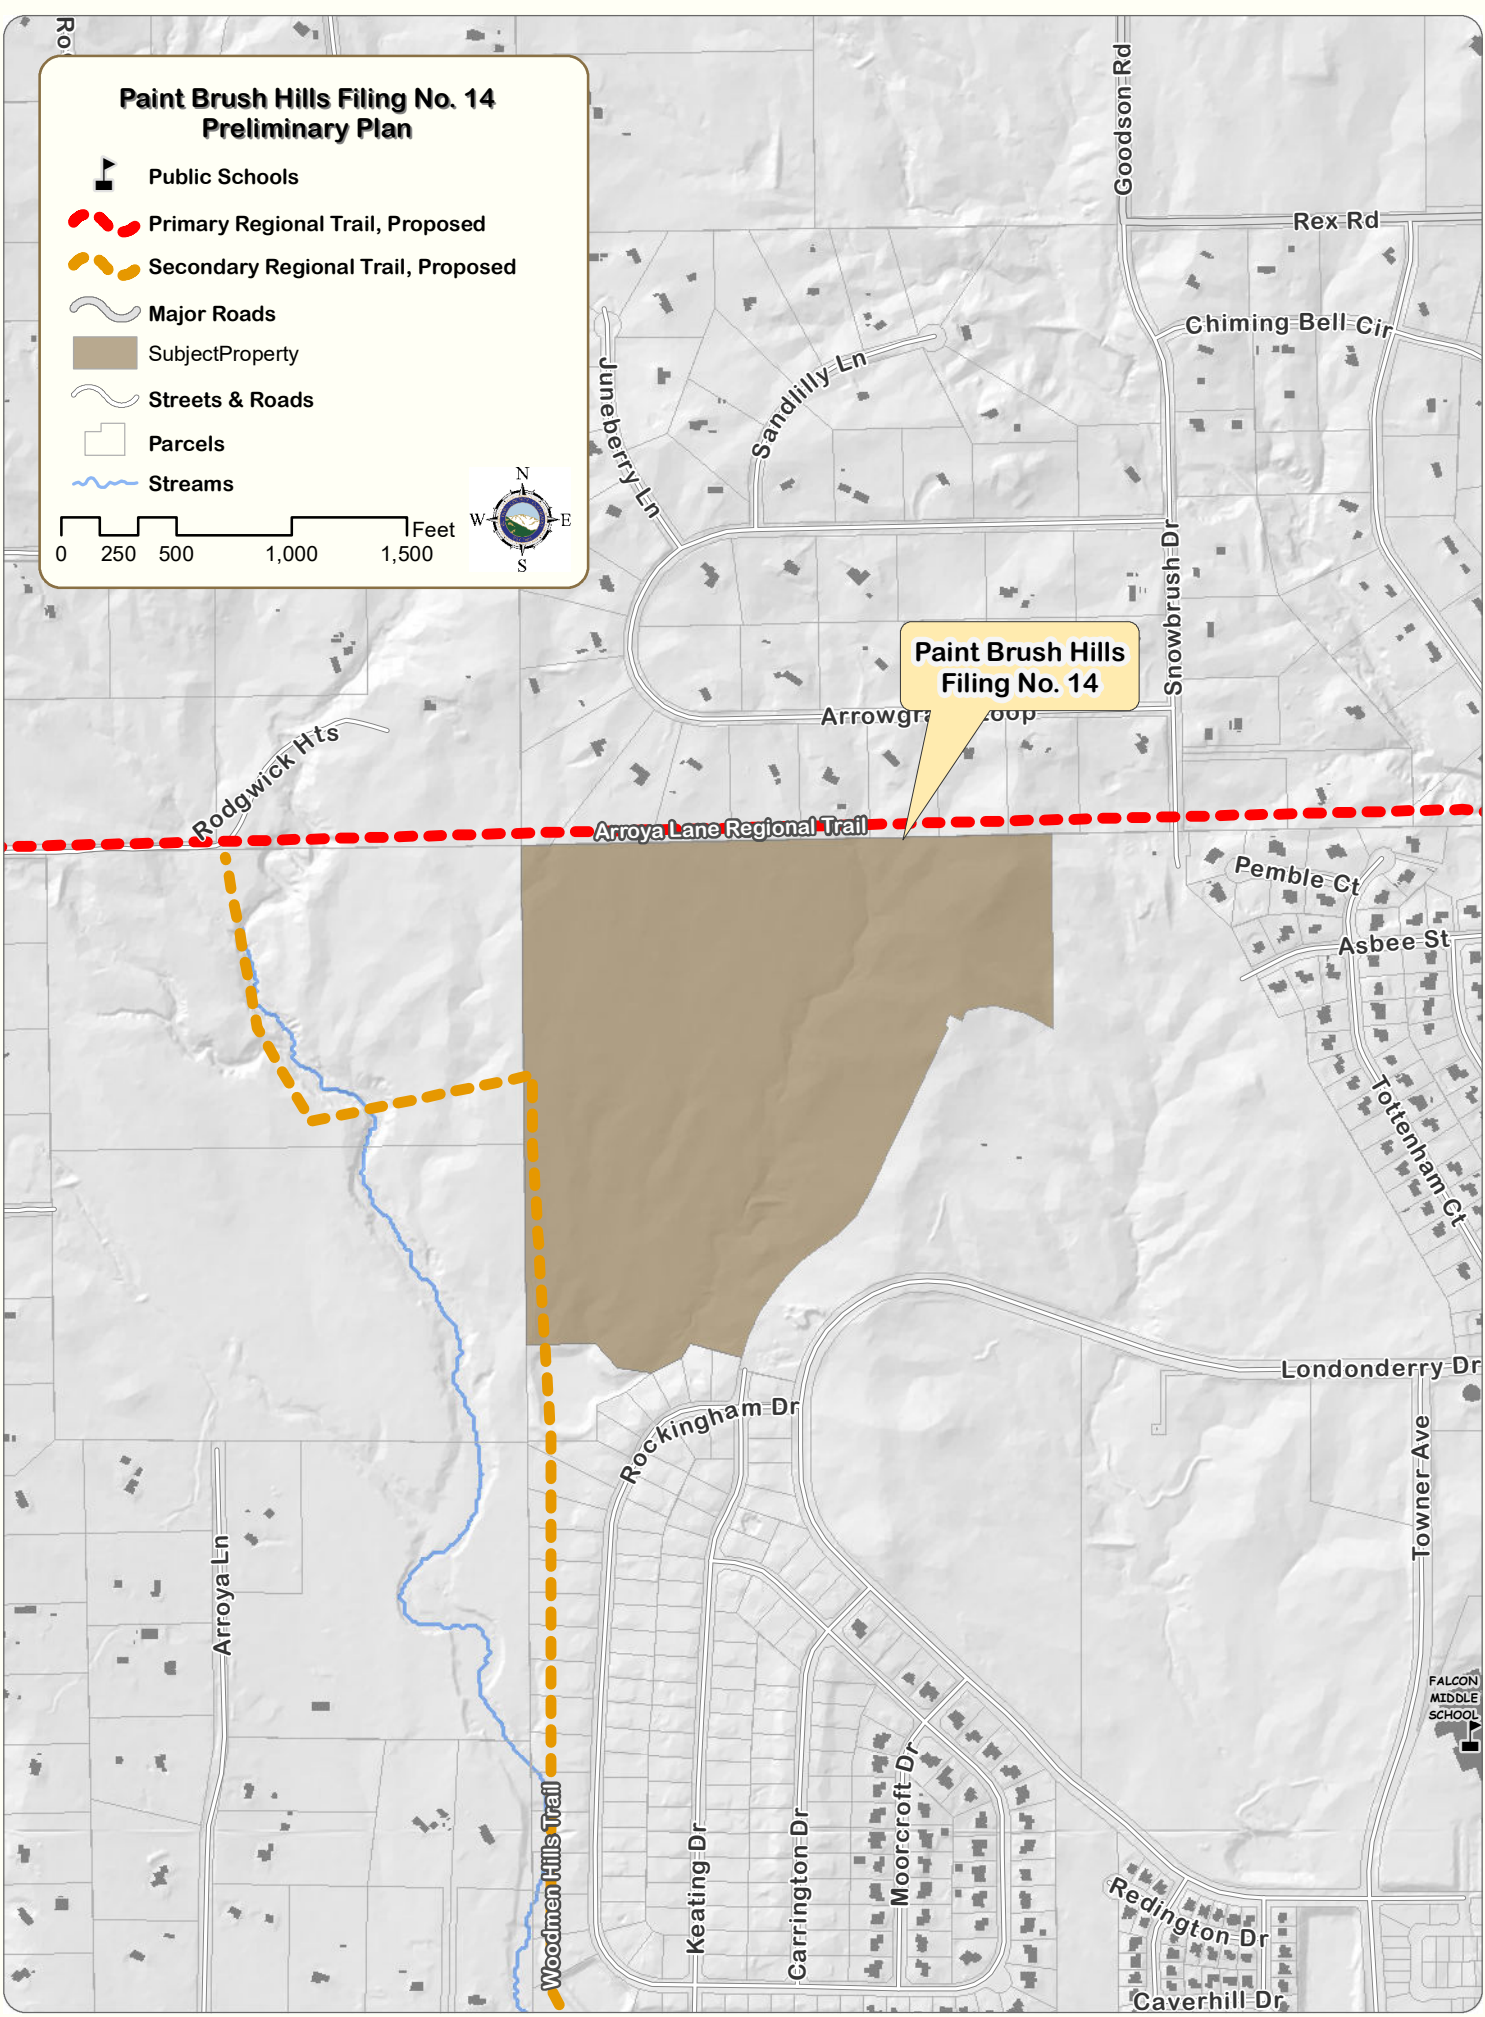 Paint Brush Hills Filing No. 14
Preliminary Plan
Public Schools
Primary Regional Trail, Proposed
Secondary Regional Trail, Proposed
Major Roads
SubjectProperty
Streets & Roads
Parcels
Streams
Feet
0 250 500 1,000 1,500
N
W E
S
Goodson Rd
Rex Rd
Chiming Bell Cir
Juneberry Ln
Sandlilly Ln
Snowbrush Dr
Paint Brush Hills
Filing No. 14
Rodgwick Hts
Arroya Lane Regional Trail
Pemble Ct
Asbee St
Tottenham Ct
Londonderry Dr
Rockingham Dr
Towner Ave
Arroya Ln
FALCON
MIDDLE
SCHOOL
Woodmen Hills Trail
Keating Dr
Carrington Dr
Moorcroft Dr
Redington Dr
Caverhill Dr